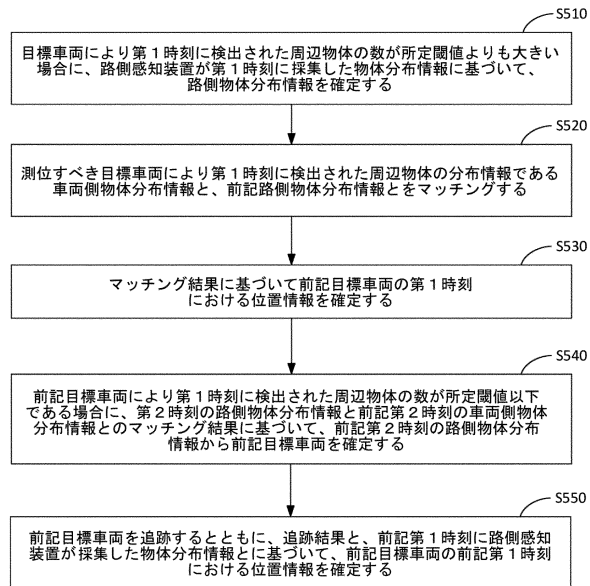 S510
目標車両により第１時刻に検出された周辺物体の数が所定閾値よりも大きい
場合に、路側感知装置が第１時刻に採集した物体分布情報に基づいて、
路側物体分布情報を確定する
S520
測位すべき目標車両により第１時刻に検出された周辺物体の分布情報である
車両側物体分布情報と、前記路側物体分布情報とをマッチングする
S530
マッチング結果に基づいて前記目標車両の第１時刻
における位置情報を確定する
S540
前記目標車両により第１時刻に検出された周辺物体の数が所定閾値以下
である場合に、第２時刻の路側物体分布情報と前記第２時刻の車両側物体
分布情報とのマッチング結果に基づいて、前記第２時刻の路側物体分布
情報から前記目標車両を確定する
S550
前記目標車両を追跡するとともに、追跡結果と、前記第１時刻に路側感知
装置が採集した物体分布情報とに基づいて、前記目標車両の前記第１時刻
における位置情報を確定する